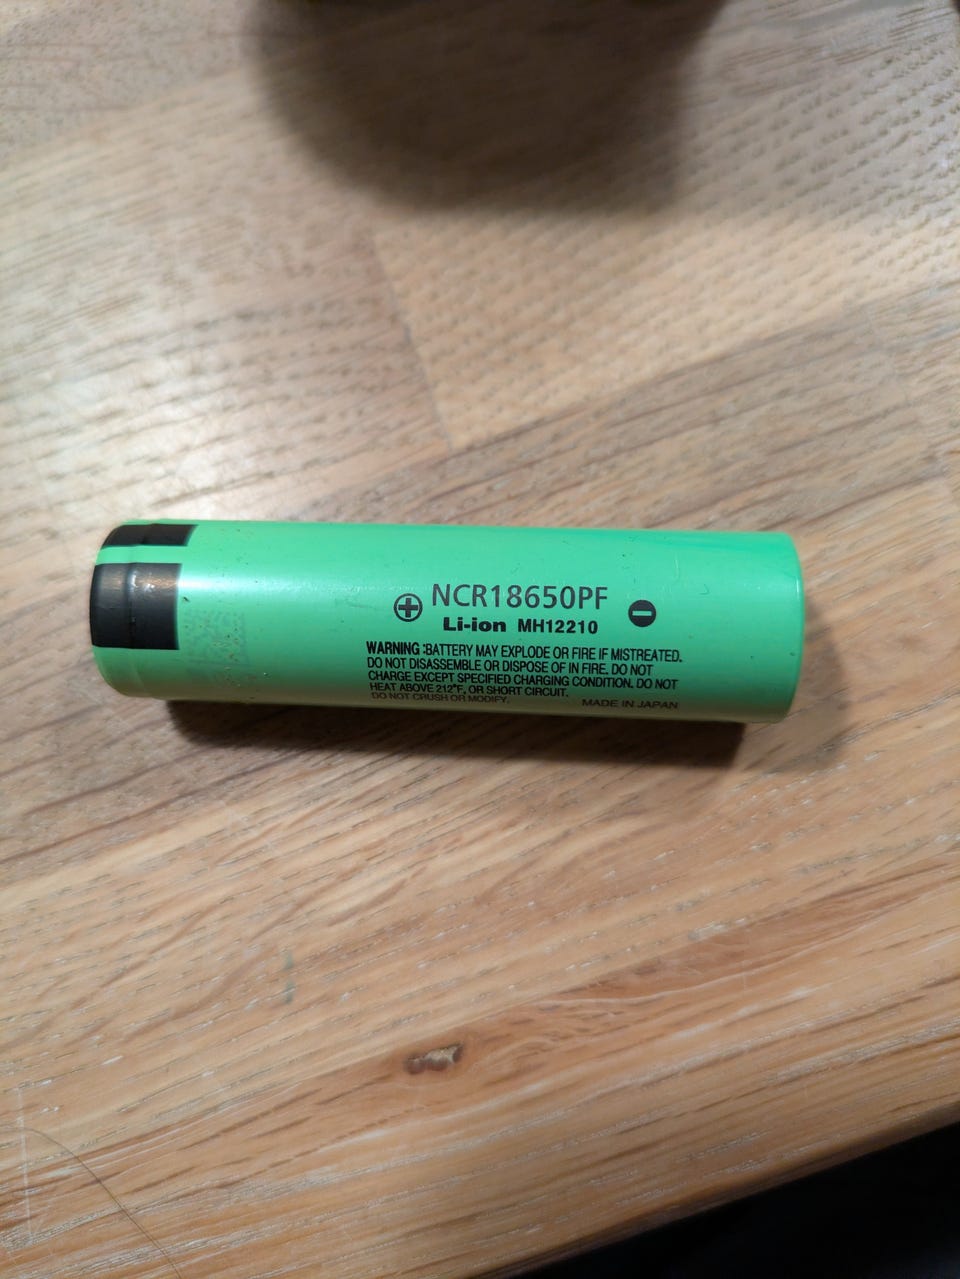 NCR18650PF
Li-ion MH12210
WARNING :BATTERY MAY EXPLODE OR FIRE IF MISTREATED.
DO NOT DISASSEMBLE OR DISPOSE OF IN FIRE. DO NOT
CHARGE EXCEPT SPECIFIED CHARGING CONDITION. DO NOT
HEAT ABOVE 212°F, OR SHORT CIRCUIT.
DO NOT CRUSH OR MODIFY. MADE IN JAPAN